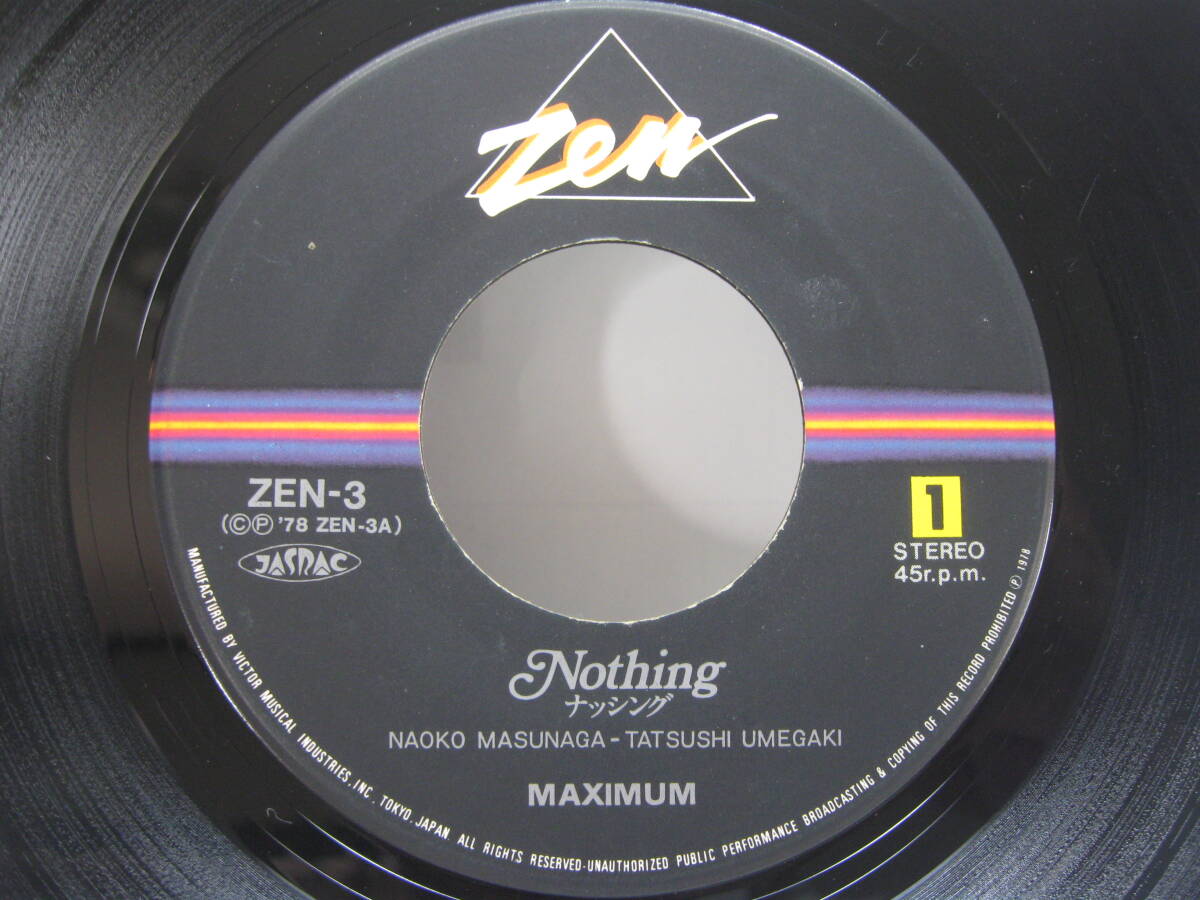 Zen
ZEN-3
(ⒸⓅ '78 ZEN-3A)
JASRAC
1
STEREO
45r.p.m.
Nothing
ナッシング
NAOKO MASUNAGA - TATSUSHI UMEGAKI
MAXIMUM
MANUFACTURED BY VICTOR MUSICAL INDUSTRIES, INC. TOKYO, JAPAN ALL RIGHTS RESERVED-UNAUTHORIZED PUBLIC PERFORMANCE BROADCASTING & COPYING OF THIS RECORD PROHIBITED Ⓟ 1978